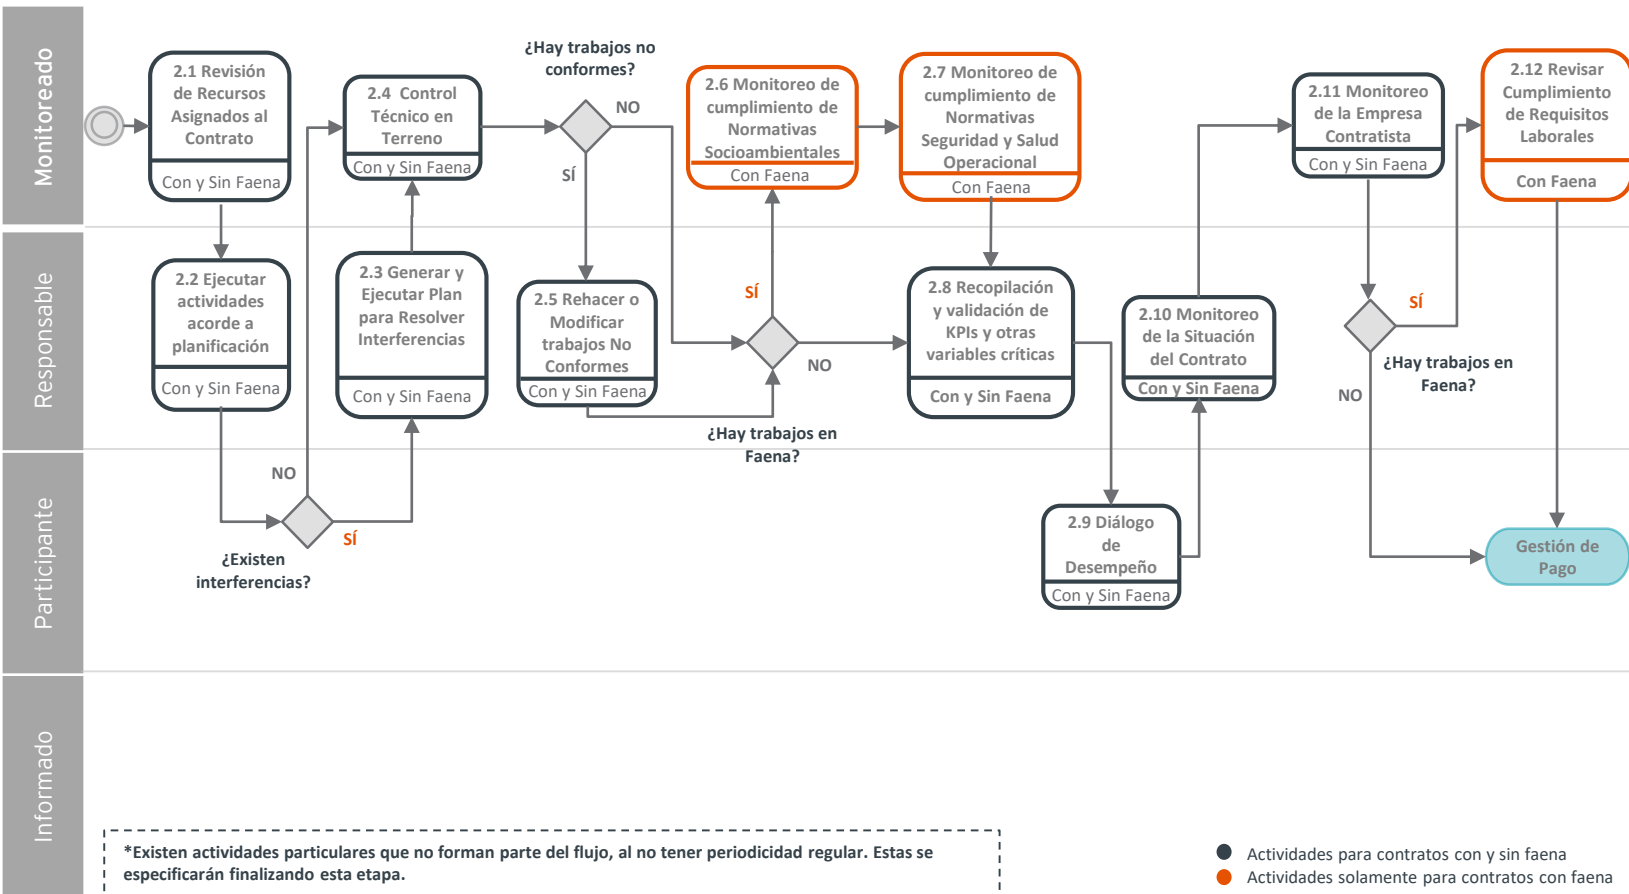 Monitoreado
2.1 Revisión
de Recursos
Asignados al
Contrato
Con y Sin Faena
2.4 Control
Técnico en
Terreno
Con y Sin Faena
¿Hay trabajos no
conformes?
NO
SÍ
2.6 Monitoreo de
cumplimiento de
Normativas
Socioambientales
Con Faena
2.7 Monitoreo de
cumplimiento de
Normativas
Seguridad y Salud
Operacional
Con Faena
2.11 Monitoreo
de la Empresa
Contratista
Con y Sin Faena
2.12 Revisar
Cumplimiento
de Requisitos
Laborales
Con Faena
Responsable
2.2 Ejecutar
actividades
acorde a
planificación
Con y Sin Faena
2.3 Generar y
Ejecutar Plan
para Resolver
Interferencias
Con y Sin Faena
2.5 Rehacer o
Modificar
trabajos No
Conformes
Con y Sin Faena
SÍ
NO
¿Hay trabajos en
Faena?
2.8 Recopilación
y validación de
KPIs y otras
variables críticas
Con y Sin Faena
2.10 Monitoreo
de la Situación
del Contrato
Con y Sin Faena
SÍ
¿Hay trabajos en
Faena?
NO
Participante
NO
SÍ
¿Existen
interferencias?
2.9 Diálogo
de
Desempeño
Con y Sin Faena
Gestión de
Pago
Informado
*Existen actividades particulares que no forman parte del flujo, al no tener periodicidad regular. Estas se
especificarán finalizando esta etapa.
Actividades para contratos con y sin faena
Actividades solamente para contratos con faena